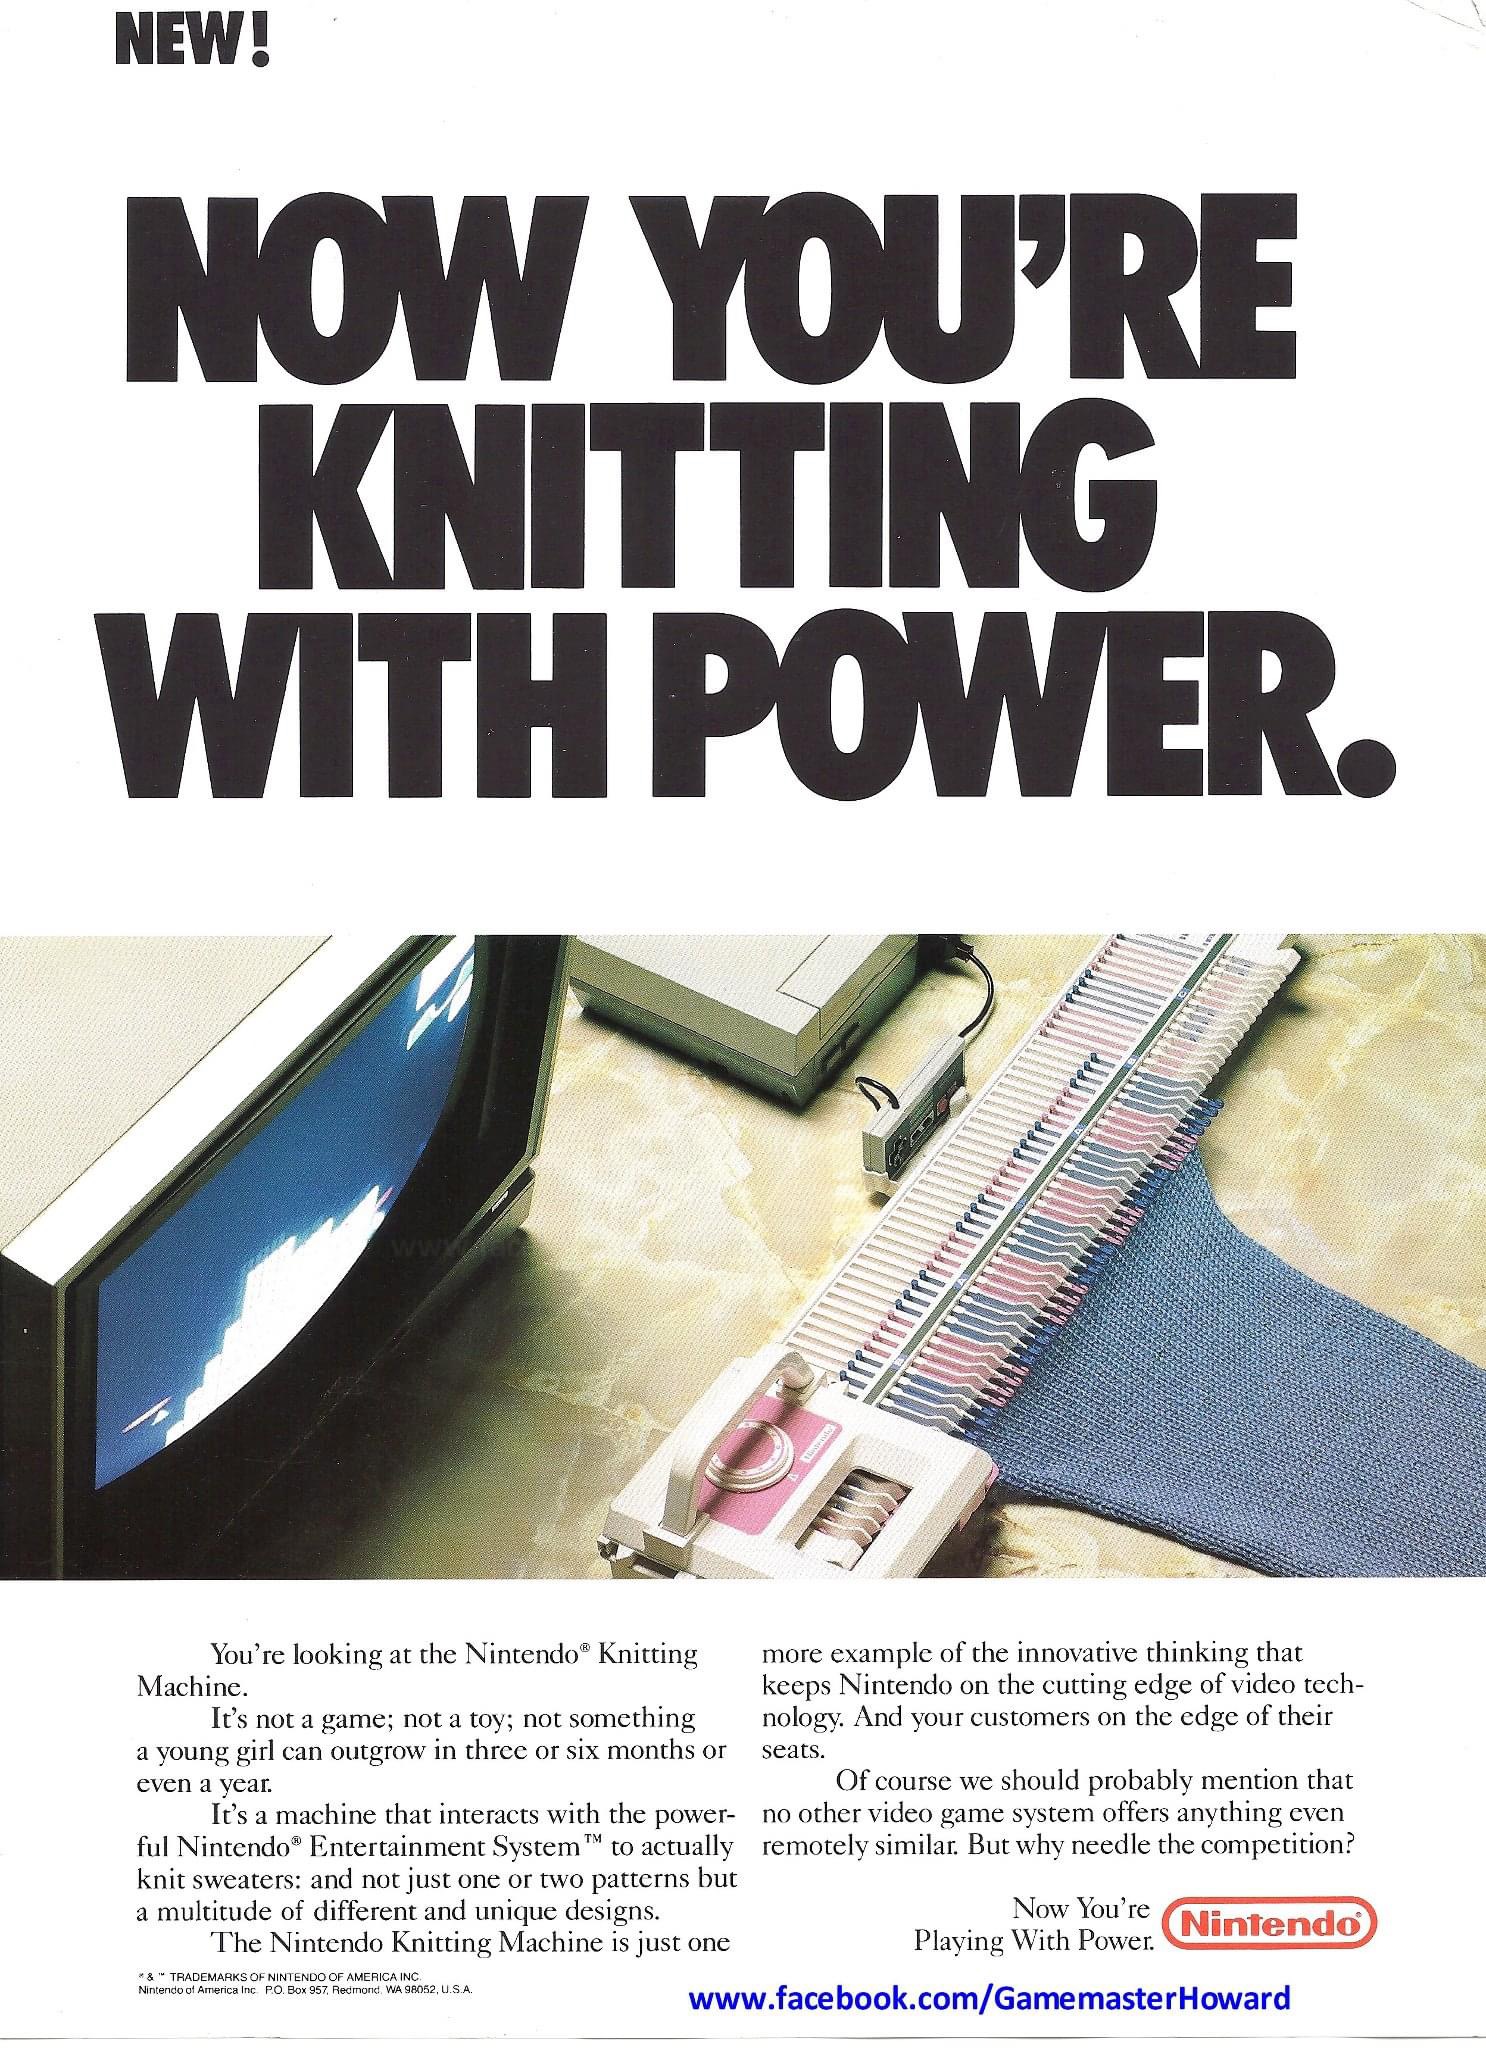 NEW!
NOW YOU'RE
KNITTING
WITH POWER.
Nintendo
You're looking at the Nintendo® Knitting
Machine.
It's not a game; not a toy; not something
a young girl can outgrow in three or six months or
even a year.
It's a machine that interacts with the power-
ful Nintendo® Entertainment System™ to actually
knit sweaters: and not just one or two patterns but
a multitude of different and unique designs.
The Nintendo Knitting Machine is just one
more example of the innovative thinking that
keeps Nintendo on the cutting edge of video tech-
nology. And your customers on the edge of their
seats.
Of course we should probably mention that
no other video game system offers anything even
remotely similar. But why needle the competition?
Now You're
Playing With Power.
Nintendo®
® & ™ TRADEMARKS OF NINTENDO OF AMERICA INC.
Nintendo of America Inc. P.O. Box 957, Redmond, WA 98052, U.S.A.
www.facebook.com/GamemasterHoward